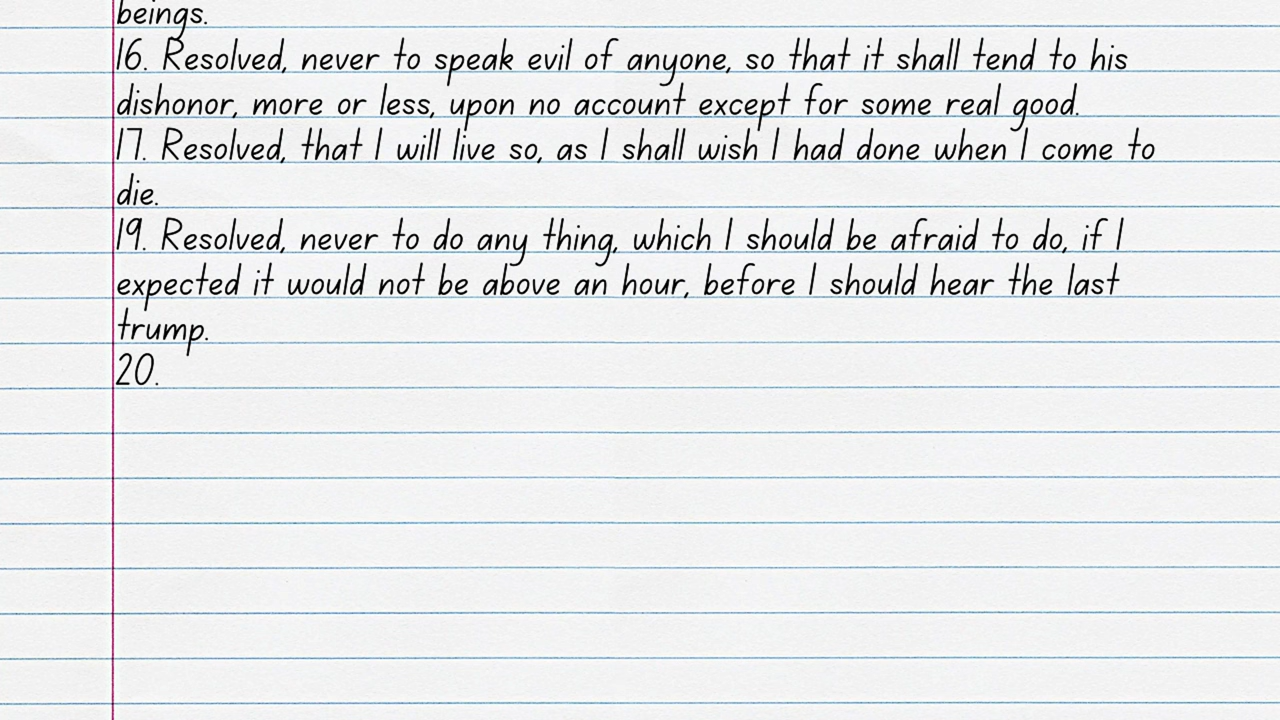 beings.
16. Resolved, never to speak evil of anyone, so that it shall tend to his
dishonor, more or less, upon no account except for some real good.
17. Resolved, that I will live so, as I shall wish I had done when I come to
die.
19. Resolved, never to do any thing, which I should be afraid to do, if I
expected it would not be above an hour, before I should hear the last
trump.
20.